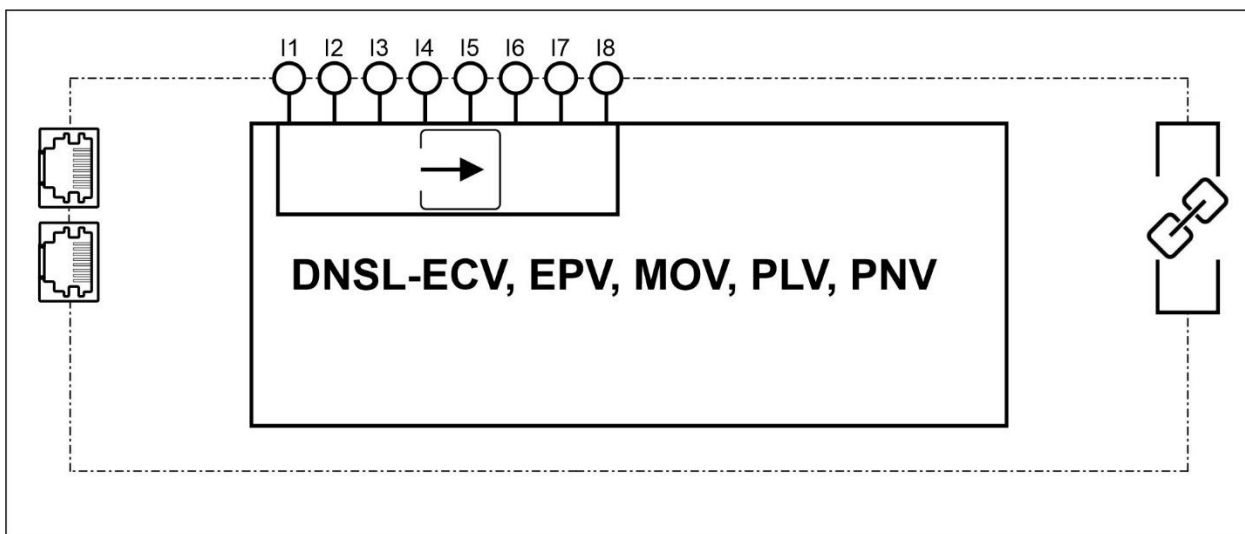 I1 I2 I3 I4 I5 I6 I7 I8
DNSL-ECV, EPV, MOV, PLV, PNV